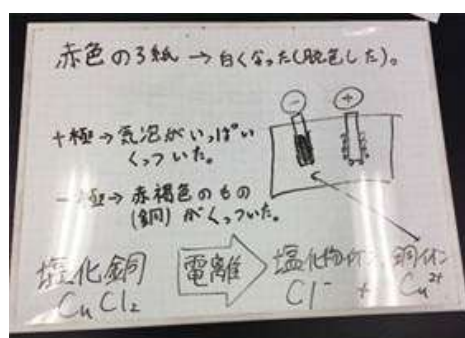 赤色のろ紙 → 白くなった(脱色した)。
+極→気泡がいっぱい
くっついた。
-極→ 赤褐色のもの
(銅) がくっついた。
- +
塩化銅 電離 塩化物イオン 銅イオン
CuCl₂ Cl⁻ + Cu²⁺